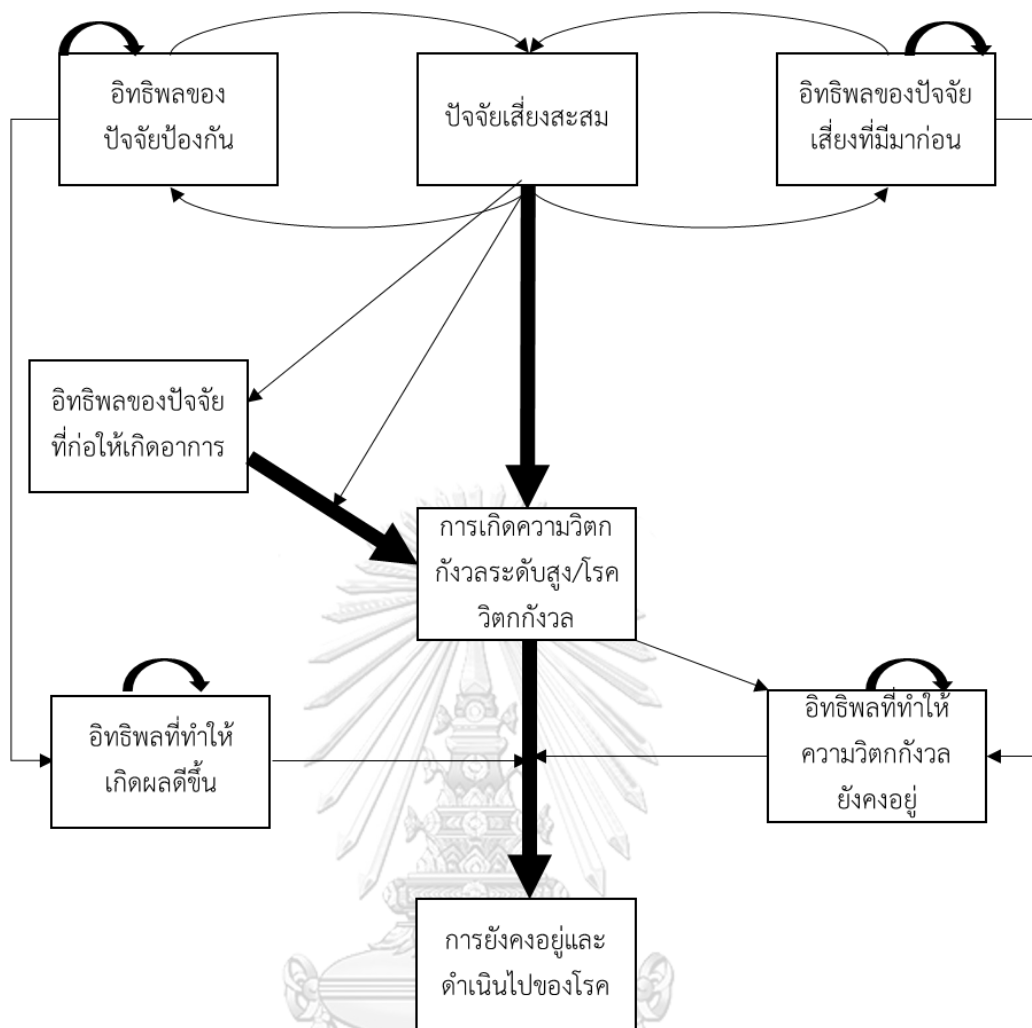 อิทธิพลของ
ปัจจัยป้องกัน
ปัจจัยเสี่ยงสะสม
อิทธิพลของปัจจัย
เสี่ยงที่มีมาก่อน
อิทธิพลของปัจจัย
ที่ก่อให้เกิดอาการ
การเกิดความวิตก
กังวลระดับสูง/โรค
วิตกกังวล
อิทธิพลที่ทำให้
เกิดผลดีขึ้น
อิทธิพลที่ทำให้
ความวิตกกังวล
ยังคงอยู่
การยังคงอยู่และ
ดำเนินไปของโรค